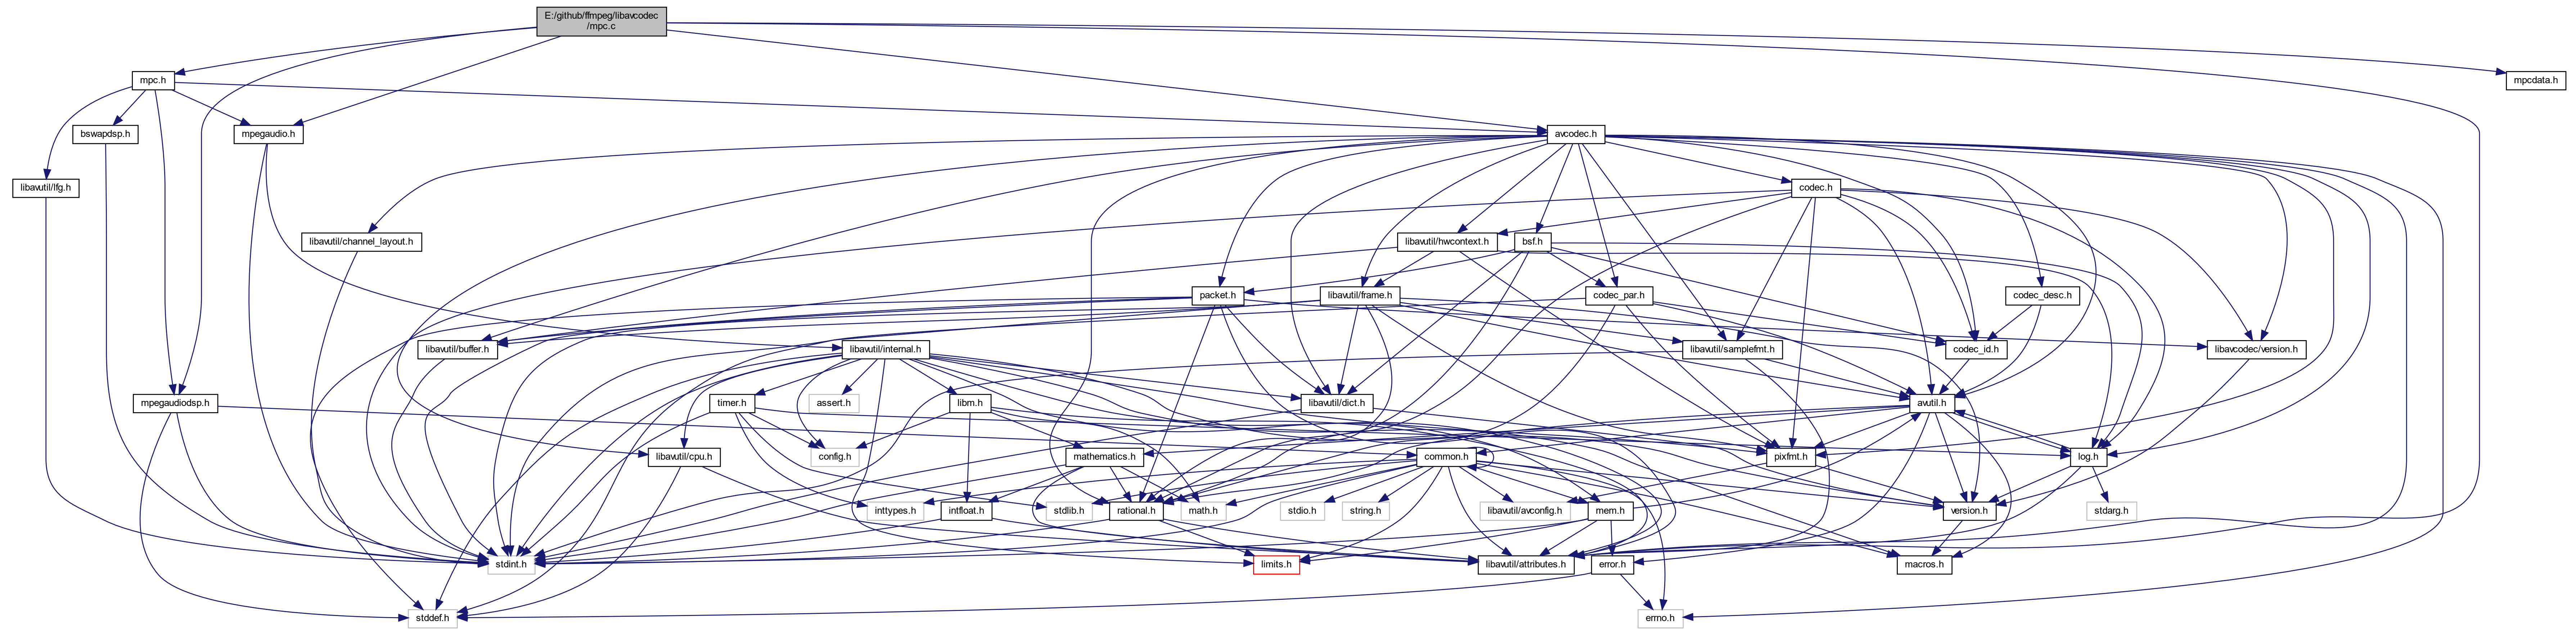 E:/github/ffmpeg/libavcodec
/mpc.c
mpc.h
mpcdata.h
bswapdsp.h
mpegaudio.h
avcodec.h
libavutil/lfg.h
codec.h
libavutil/channel_layout.h
libavutil/hwcontext.h
bsf.h
packet.h
libavutil/frame.h
codec_par.h
codec_desc.h
libavutil/buffer.h
libavutil/internal.h
libavutil/samplefmt.h
codec_id.h
libavcodec/version.h
mpegaudiodsp.h
timer.h
assert.h
libm.h
libavutil/dict.h
avutil.h
libavutil/cpu.h
config.h
mathematics.h
common.h
pixfmt.h
log.h
inttypes.h
intfloat.h
stdlib.h
rational.h
math.h
stdio.h
string.h
libavutil/avconfig.h
mem.h
version.h
stdarg.h
stdint.h
limits.h
libavutil/attributes.h
error.h
macros.h
stddef.h
errno.h